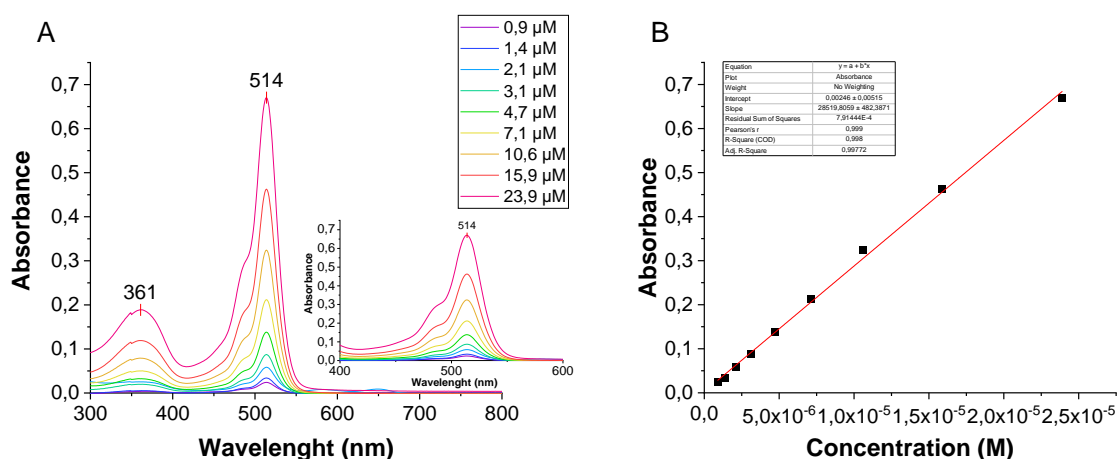 A
0,9 µM
1,4 µM
2,1 µM
3,1 µM
4,7 µM
7,1 µM
10,6 µM
15,9 µM
23,9 µM
514
361
0,7
0,6
0,5
0,4
0,3
0,2
0,1
0,0
Absorbance
300 400 500 600 700 800
Wavelenght (nm)
514
0,7
0,6
0,5
0,4
0,3
0,2
0,1
0,0
Absorbance
400 500 600
Wavelenght (nm)
B
Equation y = a + b*x
Plot Absorbance
Weight No Weighting
Intercept 0,00246 ± 0,00515
Slope 28519,8059 ± 482,3871
Residual Sum of Squares 7,91444E-4
Pearson's r 0,999
R-Square (COD) 0,998
Adj. R-Square 0,99772
0,7
0,6
0,5
0,4
0,3
0,2
0,1
0,0
Absorbance
0,0 5,0x10⁻⁶ 1,0x10⁻⁵ 1,5x10⁻⁵ 2,0x10⁻⁵ 2,5x10⁻⁵
Concentration (M)